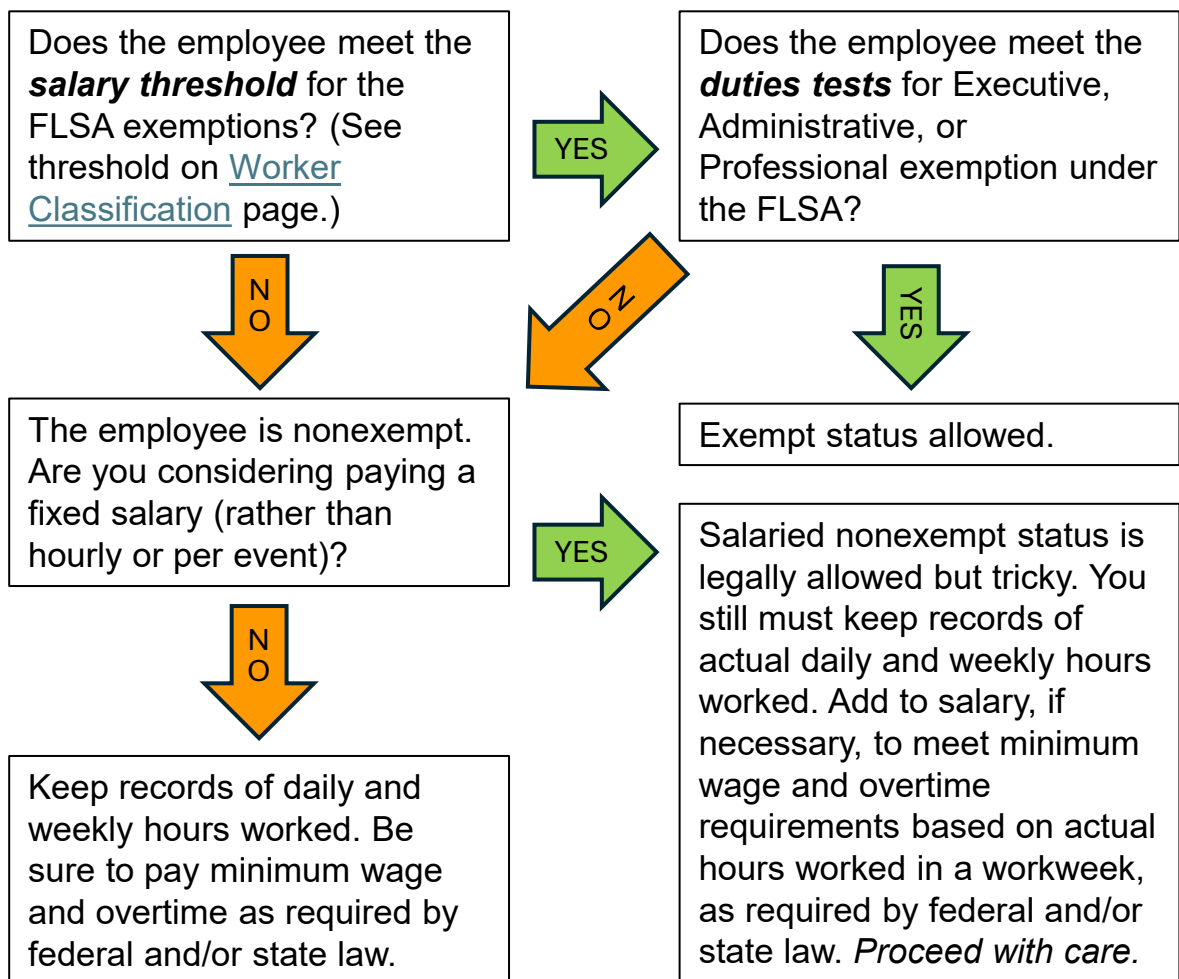 Does the employee meet the
salary threshold for the
FLSA exemptions? (See
threshold on Worker
Classification page.)
YES
Does the employee meet the
duties tests for Executive,
Administrative, or
Professional exemption under
the FLSA?
NO
NO
YES
The employee is nonexempt.
Are you considering paying a
fixed salary (rather than
hourly or per event)?
YES
Exempt status allowed.
Salaried nonexempt status is
legally allowed but tricky. You
still must keep records of
actual daily and weekly hours
worked. Add to salary, if
necessary, to meet minimum
wage and overtime
requirements based on actual
hours worked in a workweek,
as required by federal and/or
state law. Proceed with care.
NO
Keep records of daily and
weekly hours worked. Be
sure to pay minimum wage
and overtime as required by
federal and/or state law.